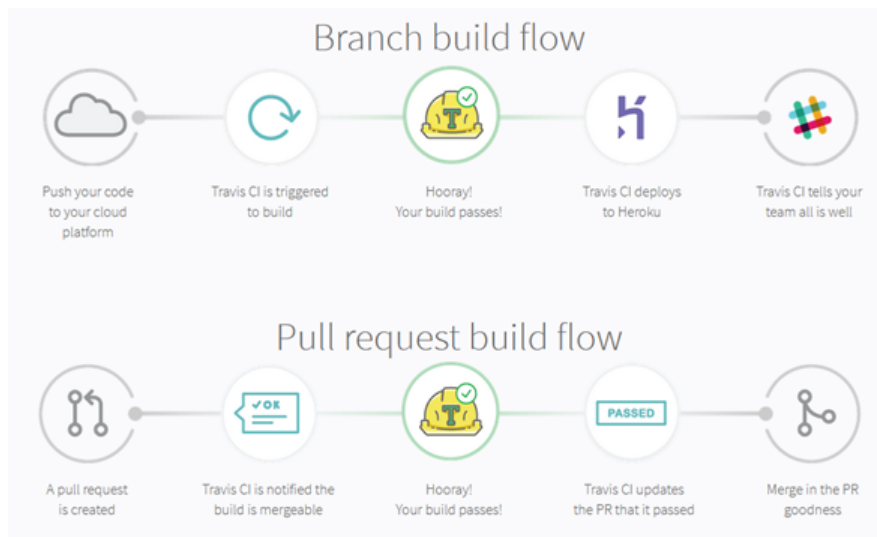 Branch build flow
T
Push your code
to your cloud
platform
Travis CI is triggered
to build
Hooray!
Your build passes!
Travis CI deploys
to Heroku
Travis CI tells your
team all is well
Pull request build flow
✓OK
T
PASSED
A pull request
is created
Travis CI is notified the
build is mergeable
Hooray!
Your build passes!
Travis CI updates
the PR that it passed
Merge in the PR
goodness